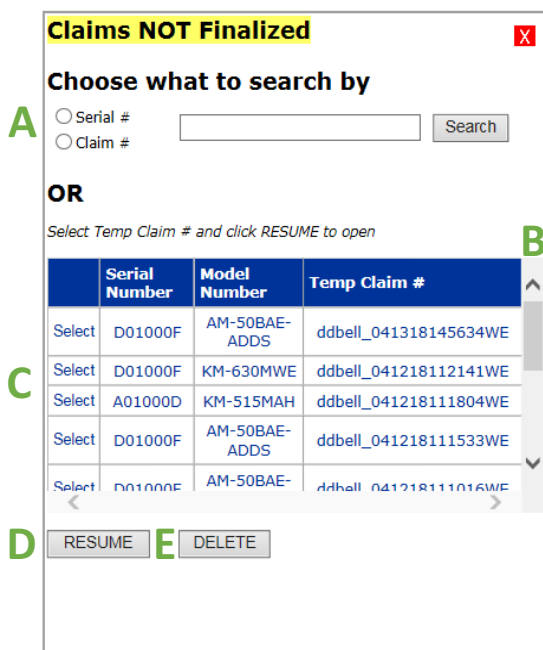 Claims NOT Finalized
X
Choose what to search by
A
Serial #
Claim #
Search
OR
Select Temp Claim # and click RESUME to open
B
Serial Number Model Number Temp Claim #
Select D01000F AM-50BAE-ADDS ddbell_041318145634WE
Select D01000F KM-630MWE ddbell_041218112141WE
C
Select A01000D KM-515MAH ddbell_041218111804WE
Select D01000F AM-50BAE-ADDS ddbell_041218111533WE
Select D01000F AM-50BAE- ddbell_041218111016WE
D RESUME E DELETE